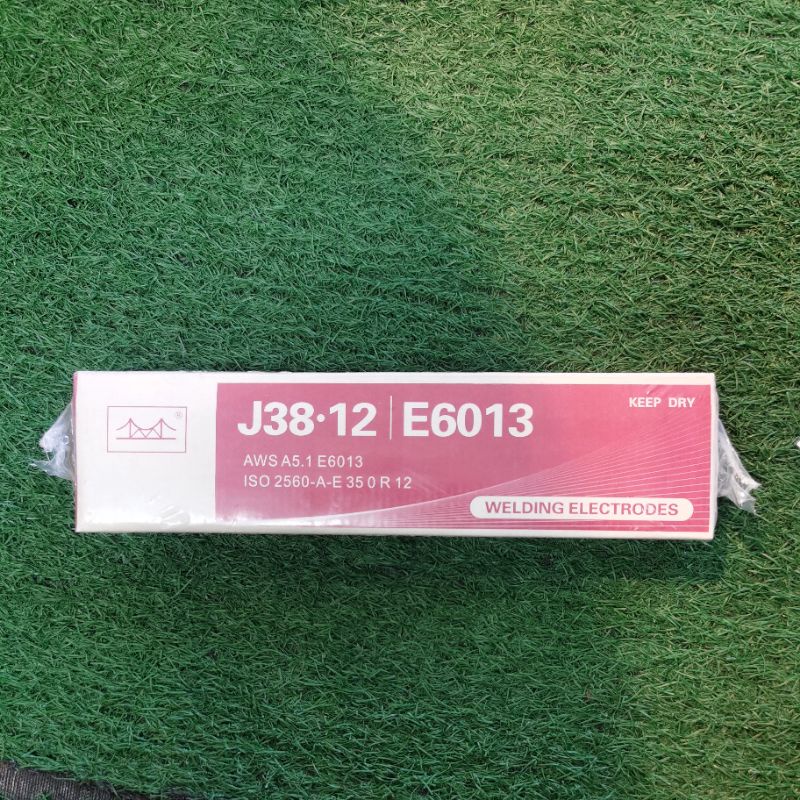 J38·12 | E6013
KEEP DRY
AWS A5.1 E6013
ISO 2560-A-E 35 0 R 12
WELDING ELECTRODES